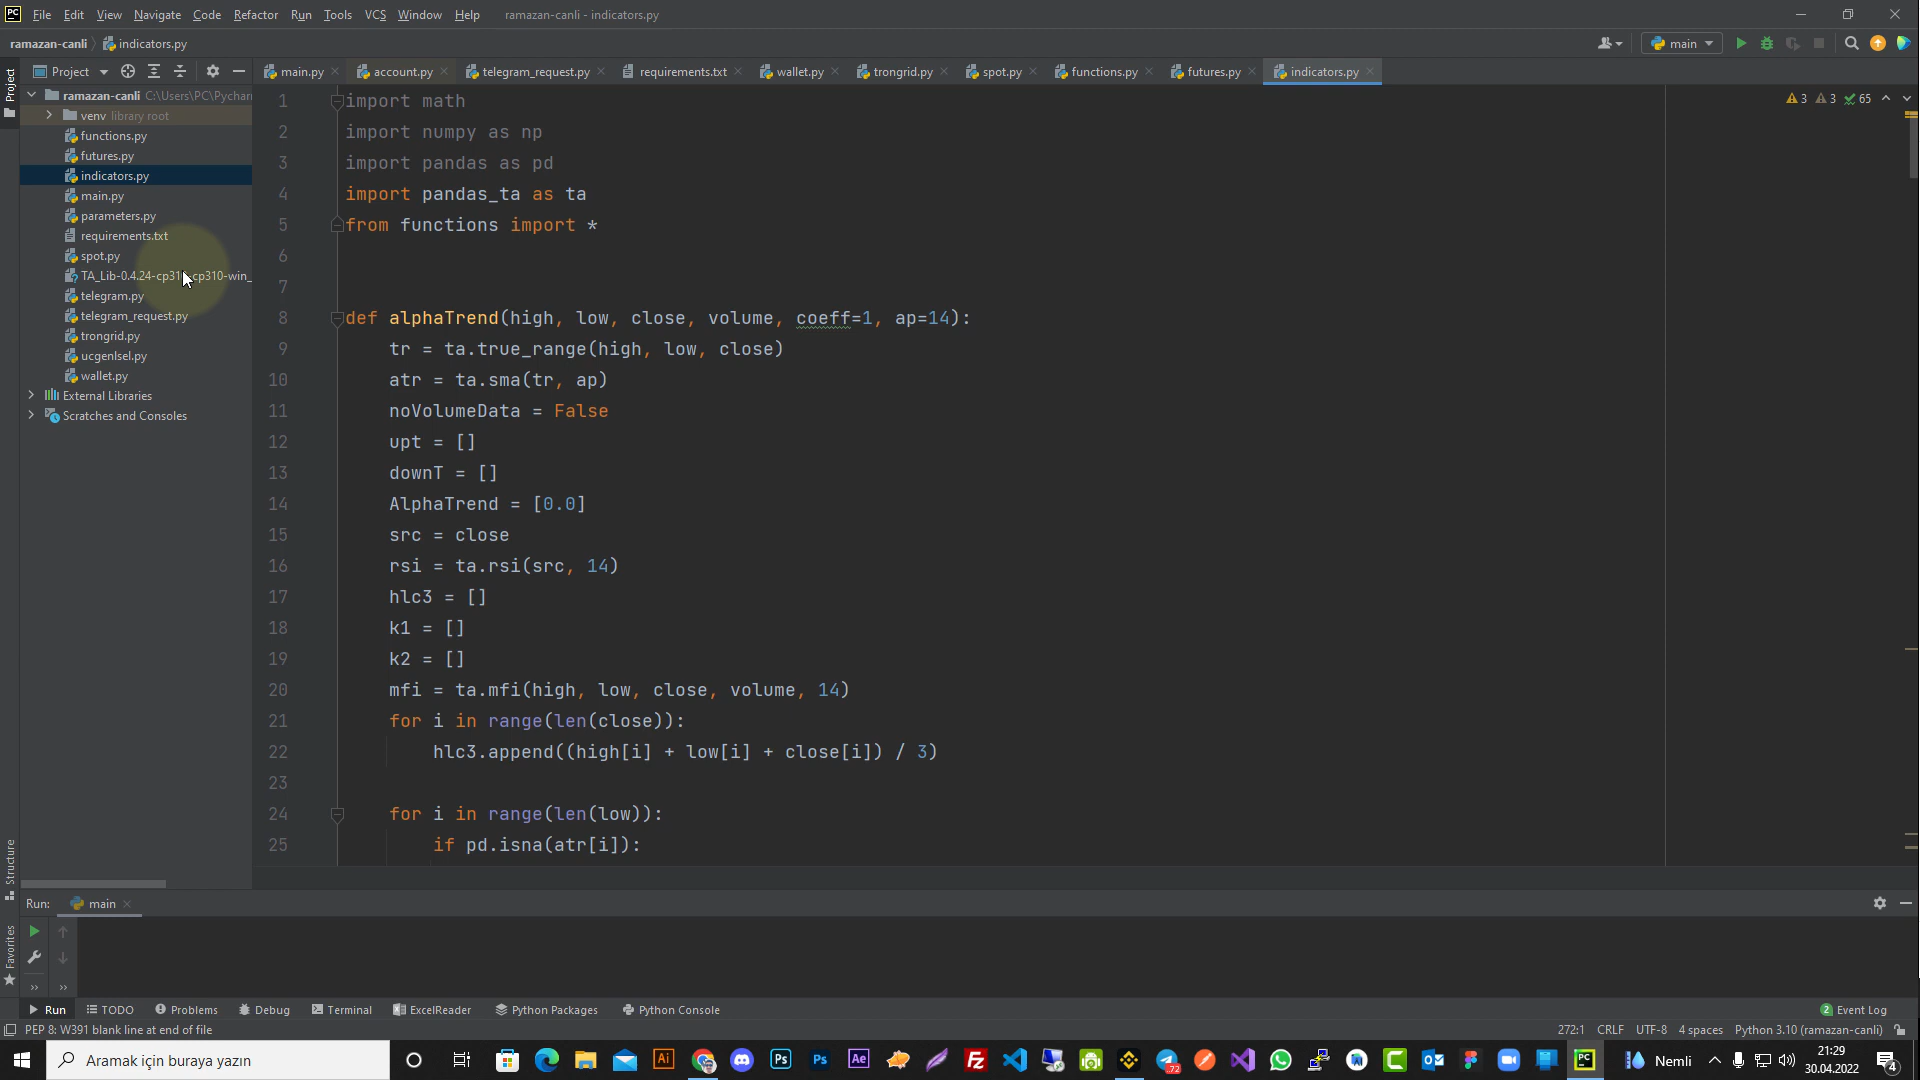 File Edit View Navigate Code Refactor Run Tools VCS Window Help ramazan-canli - indicators.py
ramazan-canli indicators.py main
Project main.py account.py telegram_request.py requirements.txt wallet.py trongrid.py spot.py functions.py futures.py indicators.py
Project
ramazan-canli C:\Users\PC\Pychar
venv library root
functions.py
futures.py
indicators.py
main.py
parameters.py
requirements.txt
spot.py
TA_Lib-0.4.24-cp310-cp310-win_
telegram.py
telegram_request.py
trongrid.py
ucgenlsel.py
wallet.py
External Libraries
Scratches and Consoles
3 3 65
1 import math
2 import numpy as np
3 import pandas as pd
4 import pandas_ta as ta
5 from functions import *
6
7
8 def alphaTrend(high, low, close, volume, coeff=1, ap=14):
9 tr = ta.true_range(high, low, close)
10 atr = ta.sma(tr, ap)
11 noVolumeData = False
12 upt = []
13 downT = []
14 AlphaTrend = [0.0]
15 src = close
16 rsi = ta.rsi(src, 14)
17 hlc3 = []
18 k1 = []
19 k2 = []
20 mfi = ta.mfi(high, low, close, volume, 14)
21 for i in range(len(close)):
22 hlc3.append((high[i] + low[i] + close[i]) / 3)
23
24 for i in range(len(low)):
25 if pd.isna(atr[i]):
Structure
Favorites
Run: main
Run TODO Problems Debug Terminal ExcelReader Python Packages Python Console 2 Event Log
PEP 8: W391 blank line at end of file 272:1 CRLF UTF-8 4 spaces Python 3.10 (ramazan-canli)
Aramak için buraya yazın Ai Ps Ps Ae 72 PC Nemli 21:29
30.04.2022 4